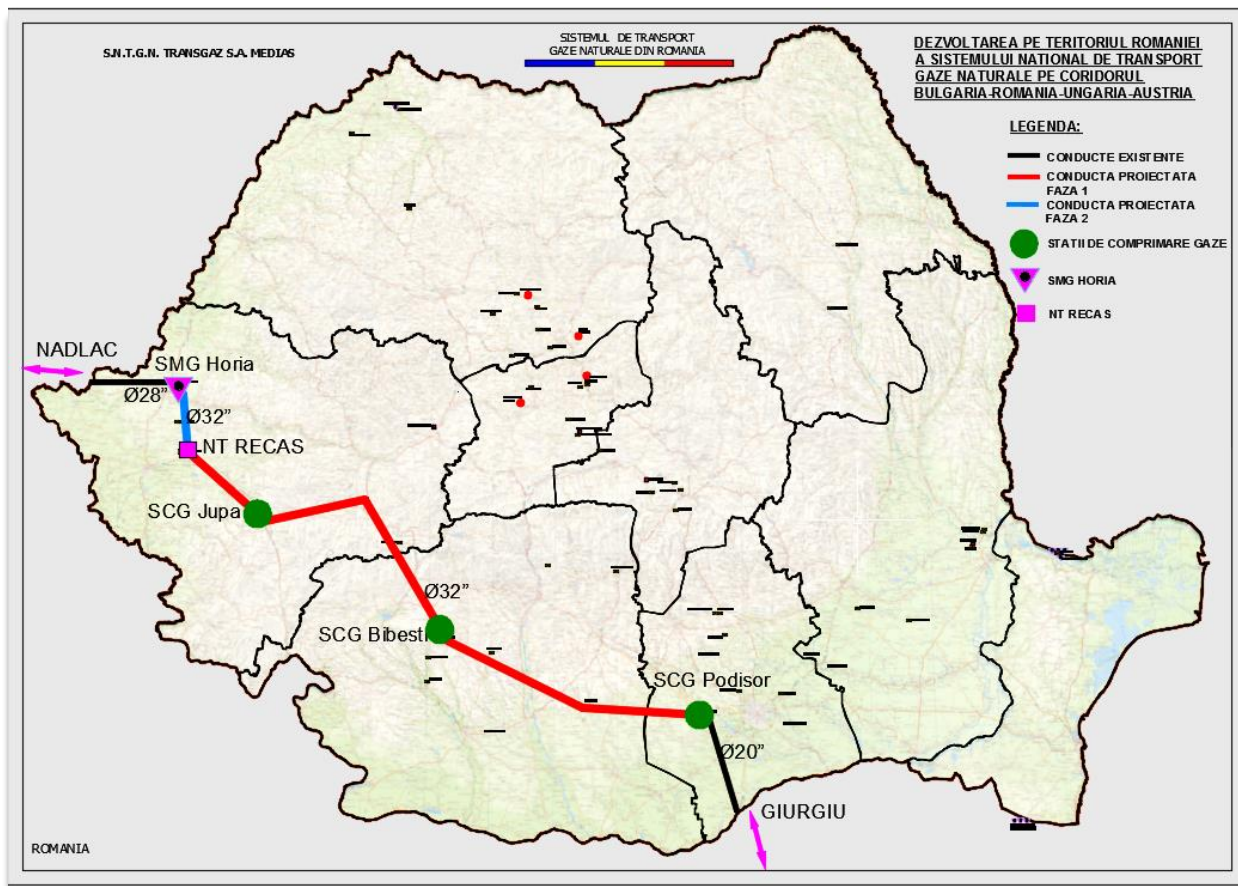 S.N.T.G.N. TRANSGAZ S.A. MEDIAS
SISTEMUL DE TRANSPORT
GAZE NATURALE DIN ROMANIA
DEZVOLTAREA PE TERITORIUL ROMANIEI
A SISTEMULUI NATIONAL DE TRANSPORT
GAZE NATURALE PE CORIDORUL
BULGARIA-ROMANIA-UNGARIA-AUSTRIA
LEGENDA:
CONDUCTE EXISTENTE
CONDUCTA PROIECTATA
FAZA 1
CONDUCTA PROIECTATA
FAZA 2
STATII DE COMPRIMARE GAZE
SMG HORIA
NT RECAS
NADLAC
SMG Horia
Ø28”
Ø32”
NT RECAS
SCG Jupa
Ø32”
SCG Bibesti
SCG Podisor
Ø20”
GIURGIU
ROMANIA